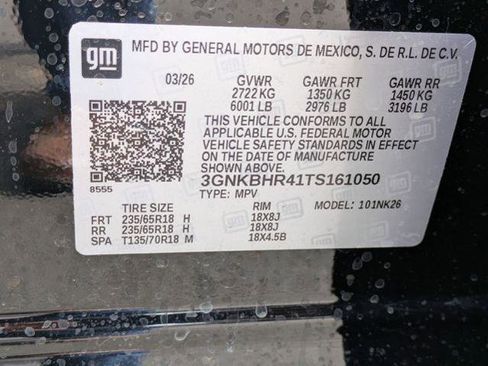 gm
MFD BY GENERAL MOTORS DE MEXICO, S. DE R.L. DE C.V.
03/26 GVWR GAWR FRT GAWR RR
2722 KG 1350 KG 1450 KG
6001 LB 2976 LB 3196 LB
THIS VEHICLE CONFORMS TO ALL
APPLICABLE U.S. FEDERAL MOTOR
VEHICLE SAFETY STANDARDS IN EFFECT
ON THE DATE OF MANUFACTURE
SHOWN ABOVE.
8555 3GNKBHR41TS161050
TYPE: MPV MODEL: 101NK26
TIRE SIZE RIM
FRT 235/65R18 H 18X8J
RR 235/65R18 H 18X8J
SPA T135/70R18 M 18X4.5B